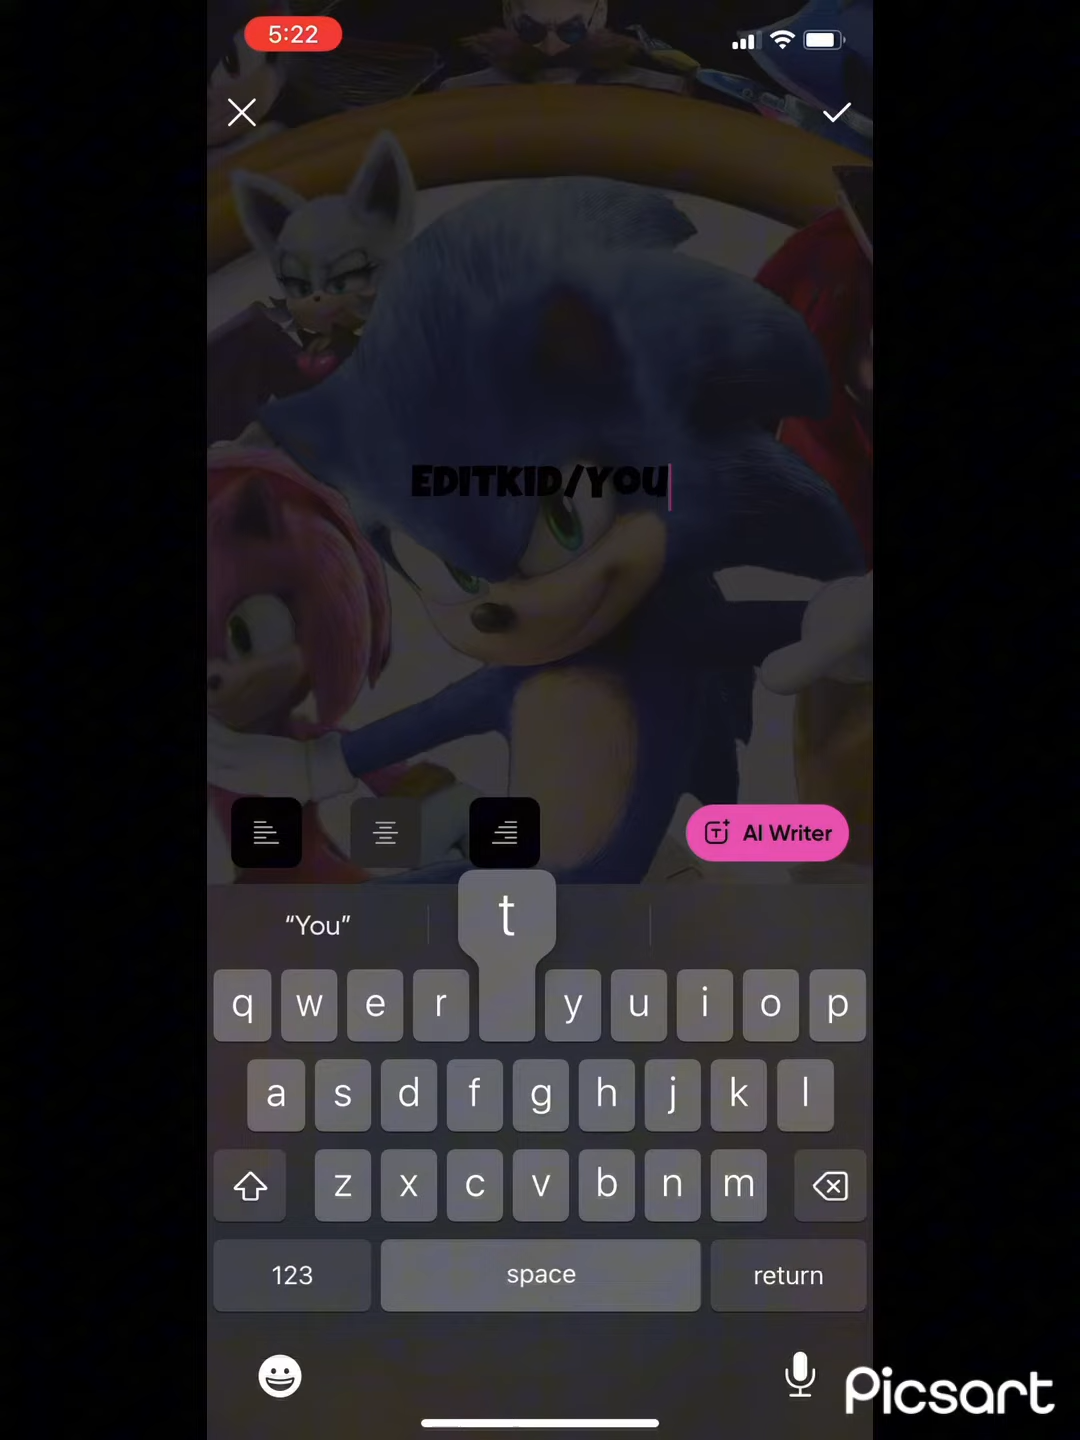 5:22
EDITKID/YOU
AI Writer
“You”
t
q w e r y u i o p
a s d f g h j k l
z x c v b n m
123 space return
Picsart